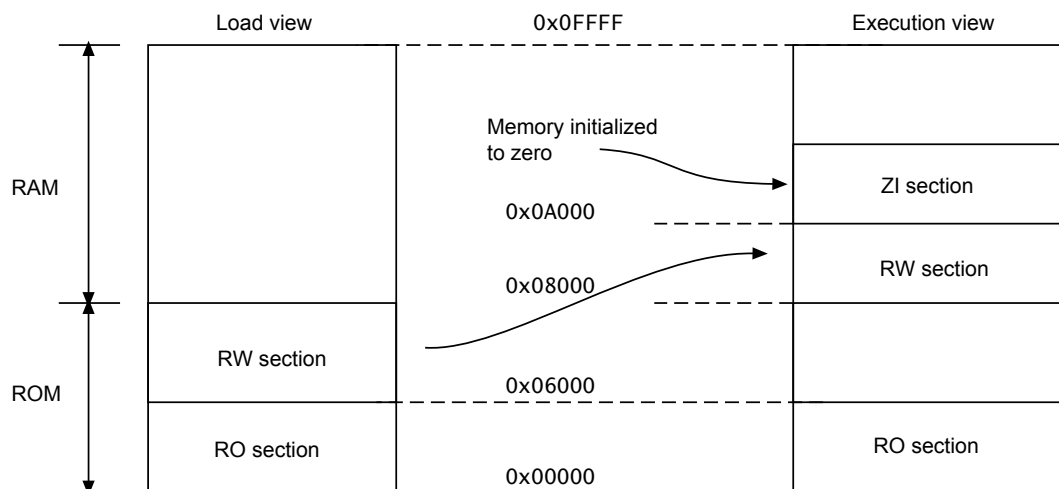 Load view
0x0FFFF
Execution view
Memory initialized
to zero
RAM
ZI section
0x0A000
RW section
0x08000
RW section
ROM
0x06000
RO section
RO section
0x00000